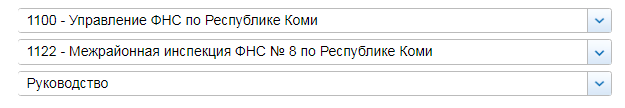 1100 - Управление ФНС по Республике Коми
1122 - Межрайонная инспекция ФНС № 8 по Республике Коми
Руководство